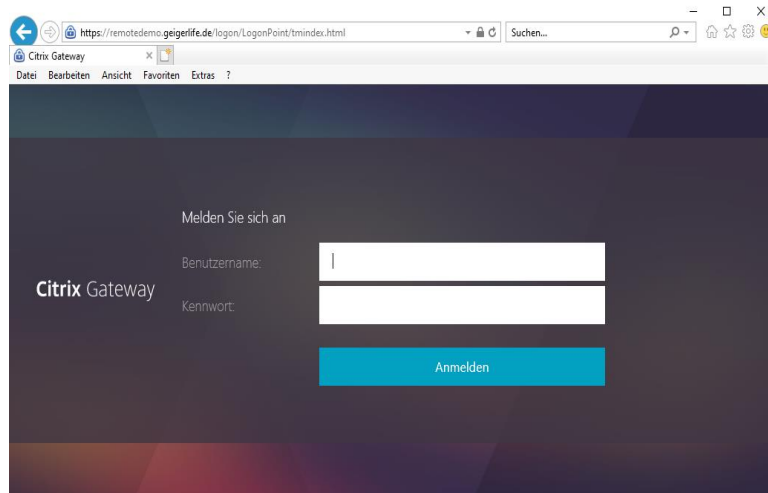 https://remotedemo.geigerlife.de/logon/LogonPoint/tmindex.html
Suchen...
Citrix Gateway
Datei Bearbeiten Ansicht Favoriten Extras ?
Melden Sie sich an
Benutzername:
Citrix Gateway
Kennwort:
Anmelden